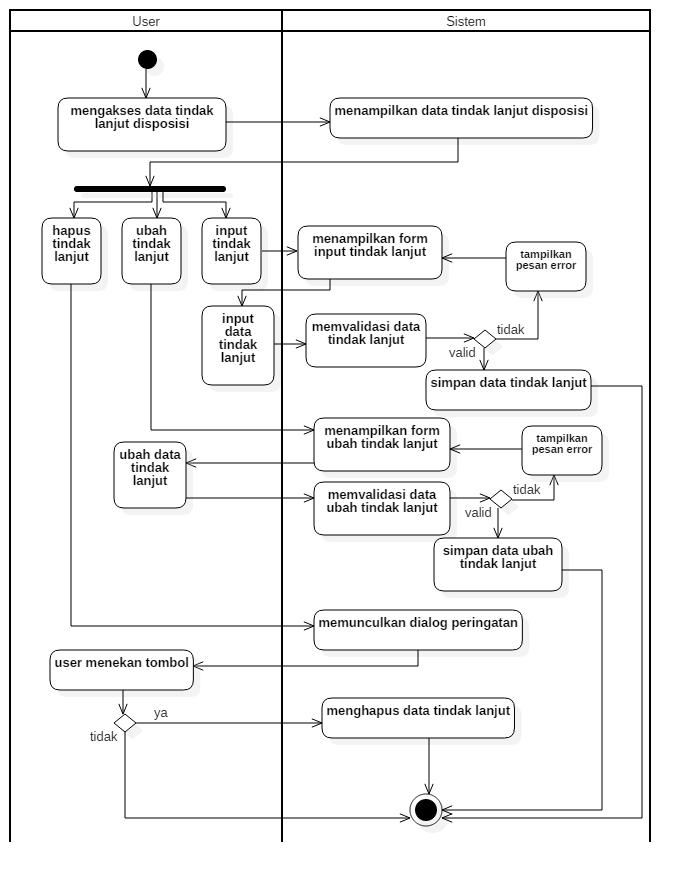 User
Sistem
mengakses data tindak
lanjut disposisi
menampilkan data tindak lanjut disposisi
hapus
tindak
lanjut
ubah
tindak
lanjut
input
tindak
lanjut
menampilkan form
input tindak lanjut
tampilkan
pesan error
input
data
tindak
lanjut
memvalidasi data
tindak lanjut
tidak
valid
simpan data tindak lanjut
menampilkan form
ubah tindak lanjut
tampilkan
pesan error
ubah data
tindak
lanjut
memvalidasi data
ubah tindak lanjut
tidak
valid
simpan data ubah
tindak lanjut
memunculkan dialog peringatan
user menekan tombol
ya
tidak
menghapus data tindak lanjut